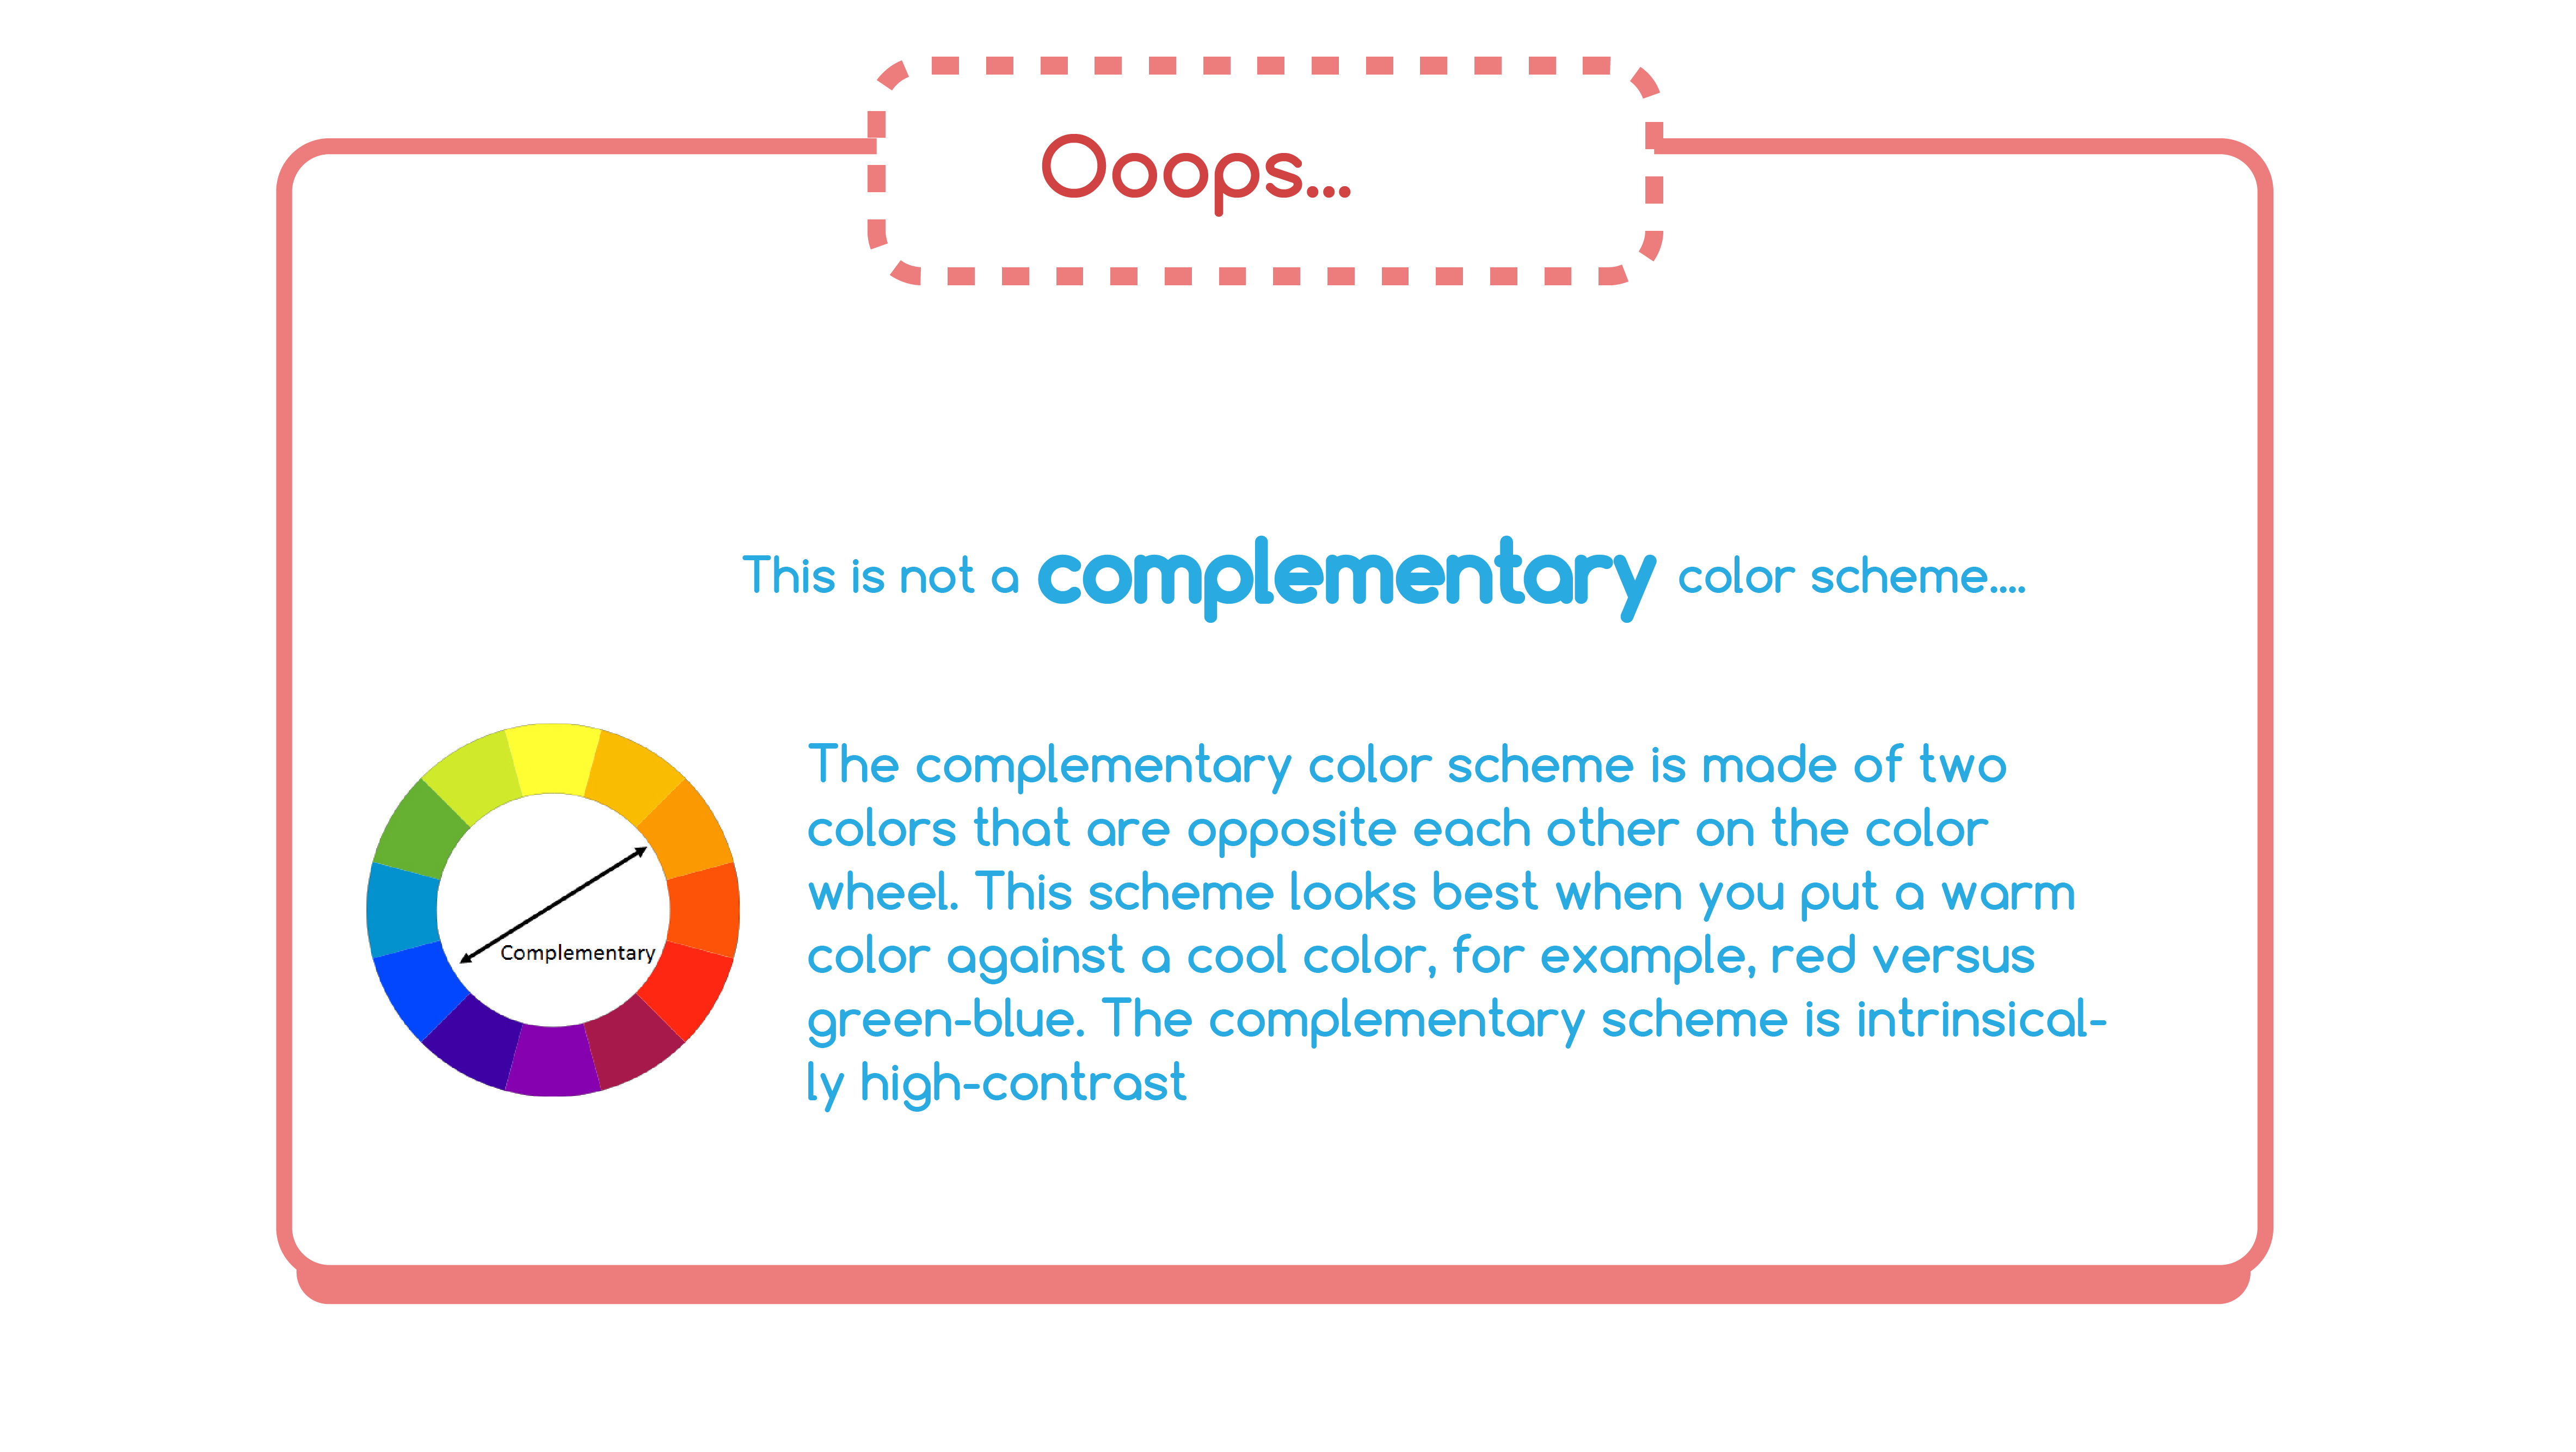 Ooops...
This is not a complementary color scheme....
The complementary color scheme is made of two
colors that are opposite each other on the color
wheel. This scheme looks best when you put a warm
color against a cool color, for example, red versus
green-blue. The complementary scheme is intrinsical-
ly high-contrast
Complementary